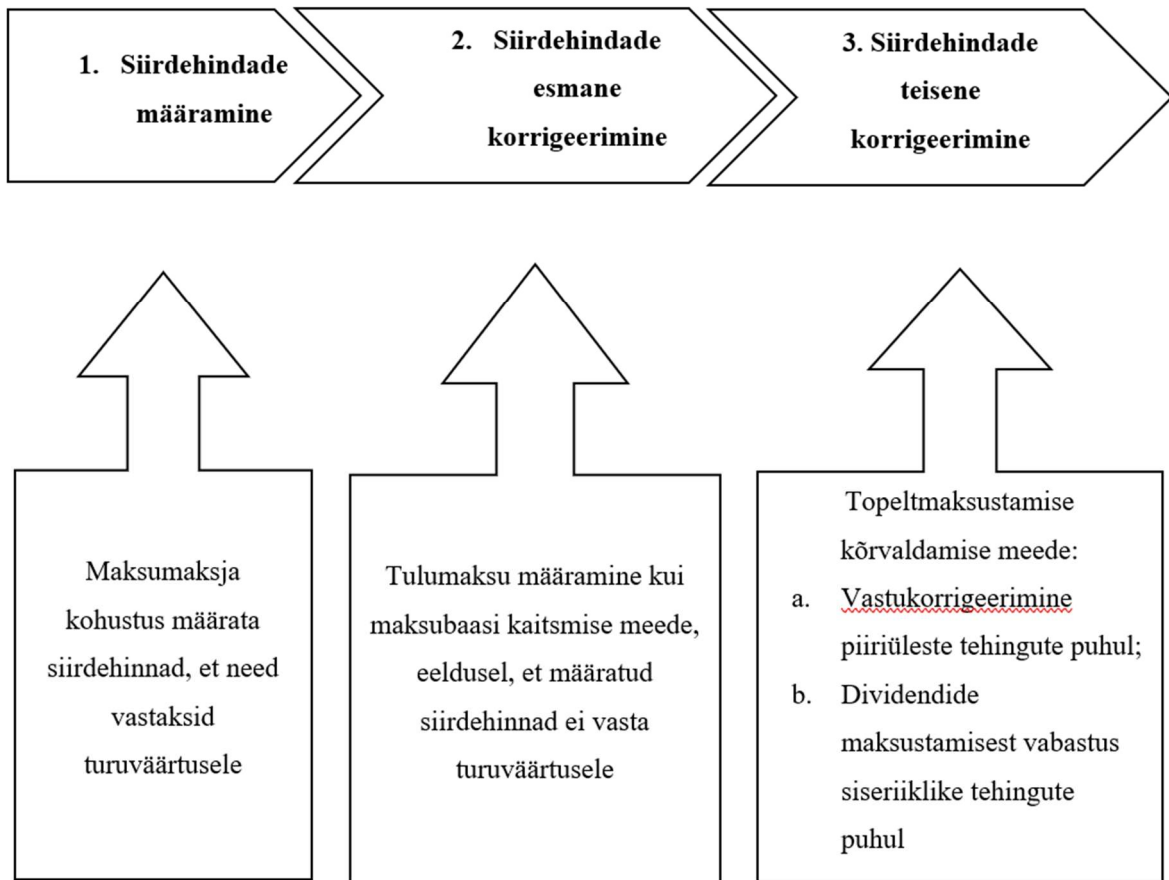 1. Siirdehindade
määramine
2. Siirdehindade
esmane
korrigeerimine
3. Siirdehindade
teisene
korrigeerimine
Maksumaksja
kohustus määrata
siirdehinnad, et need
vastaksid
turuväärtusele
Tulumaksu määramine kui
maksubaasi kaitsmise meede,
eeldusel, et määratud
siirdehinnad ei vasta
turuväärtusele
Topeltmaksustamise
kõrvaldamise meede:
a. Vastukorrigeerimine
piiriüleste tehingute puhul;
b. Dividendide
maksustamisest vabastus
siseriiklike tehingute
puhul